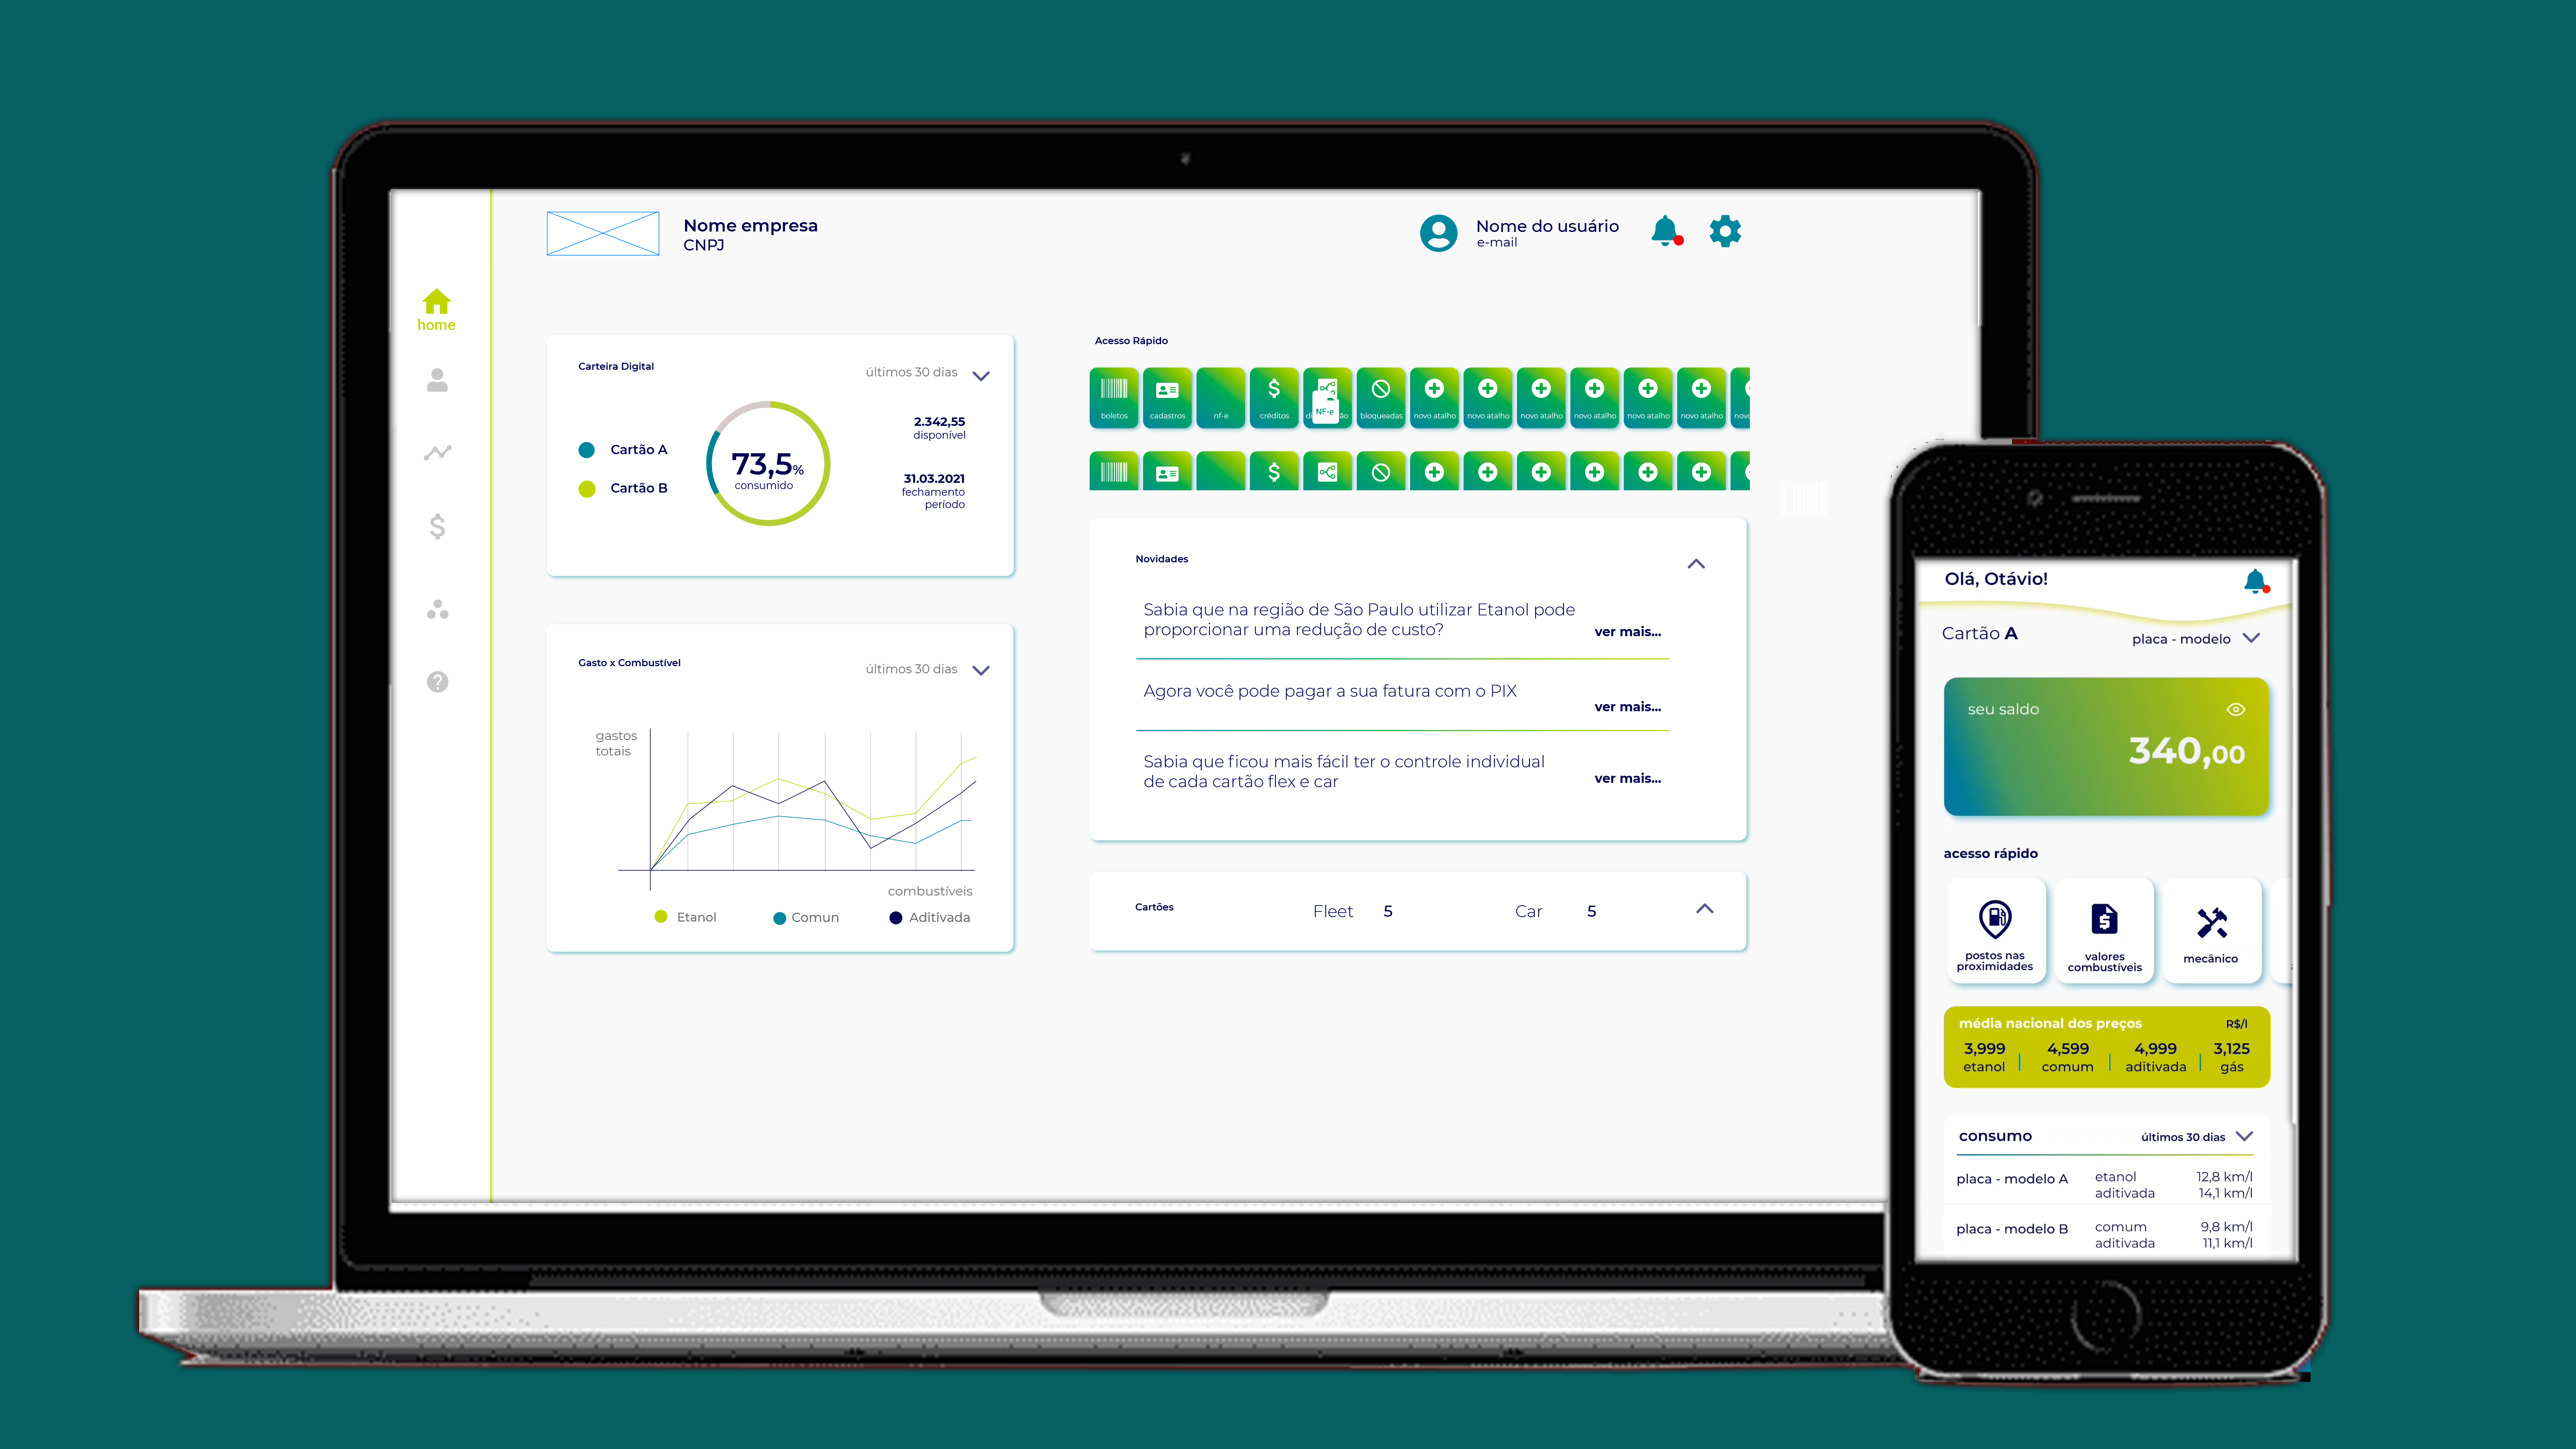 Nome empresa
CNPJ
Nome do usuário
e-mail
home
Carteira Digital
últimos 30 dias
Cartão A
Cartão B
73,5%
consumido
2.342,55
disponível
31.03.2021
fechamento
período
Gasto x Combustível
últimos 30 dias
gastos
totais
combustíveis
Etanol
Comun
Aditivada
Acesso Rápido
boletos
cadastros
nf-e
créditos
NF-e
bloqueadas
novo atalho
novo atalho
novo atalho
novo atalho
novo atalho
novo atalho
Novidades
Sabia que na região de São Paulo utilizar Etanol pode
proporcionar uma redução de custo?
ver mais...
Agora você pode pagar a sua fatura com o PIX
ver mais...
Sabia que ficou mais fácil ter o controle individual
de cada cartão flex e car
ver mais...
Cartões
Fleet 5
Car 5
Olá, Otávio!
Cartão A
placa - modelo
seu saldo
340,00
acesso rápido
postos nas
proximidades
valores
combustíveis
mecânico
média nacional dos preços R$/l
3,999 4,599 4,999 3,125
etanol comum aditivada gás
consumo últimos 30 dias
placa - modelo A
etanol 12,8 km/l
aditivada 14,1 km/l
placa - modelo B
comum 9,8 km/l
aditivada 11,1 km/l